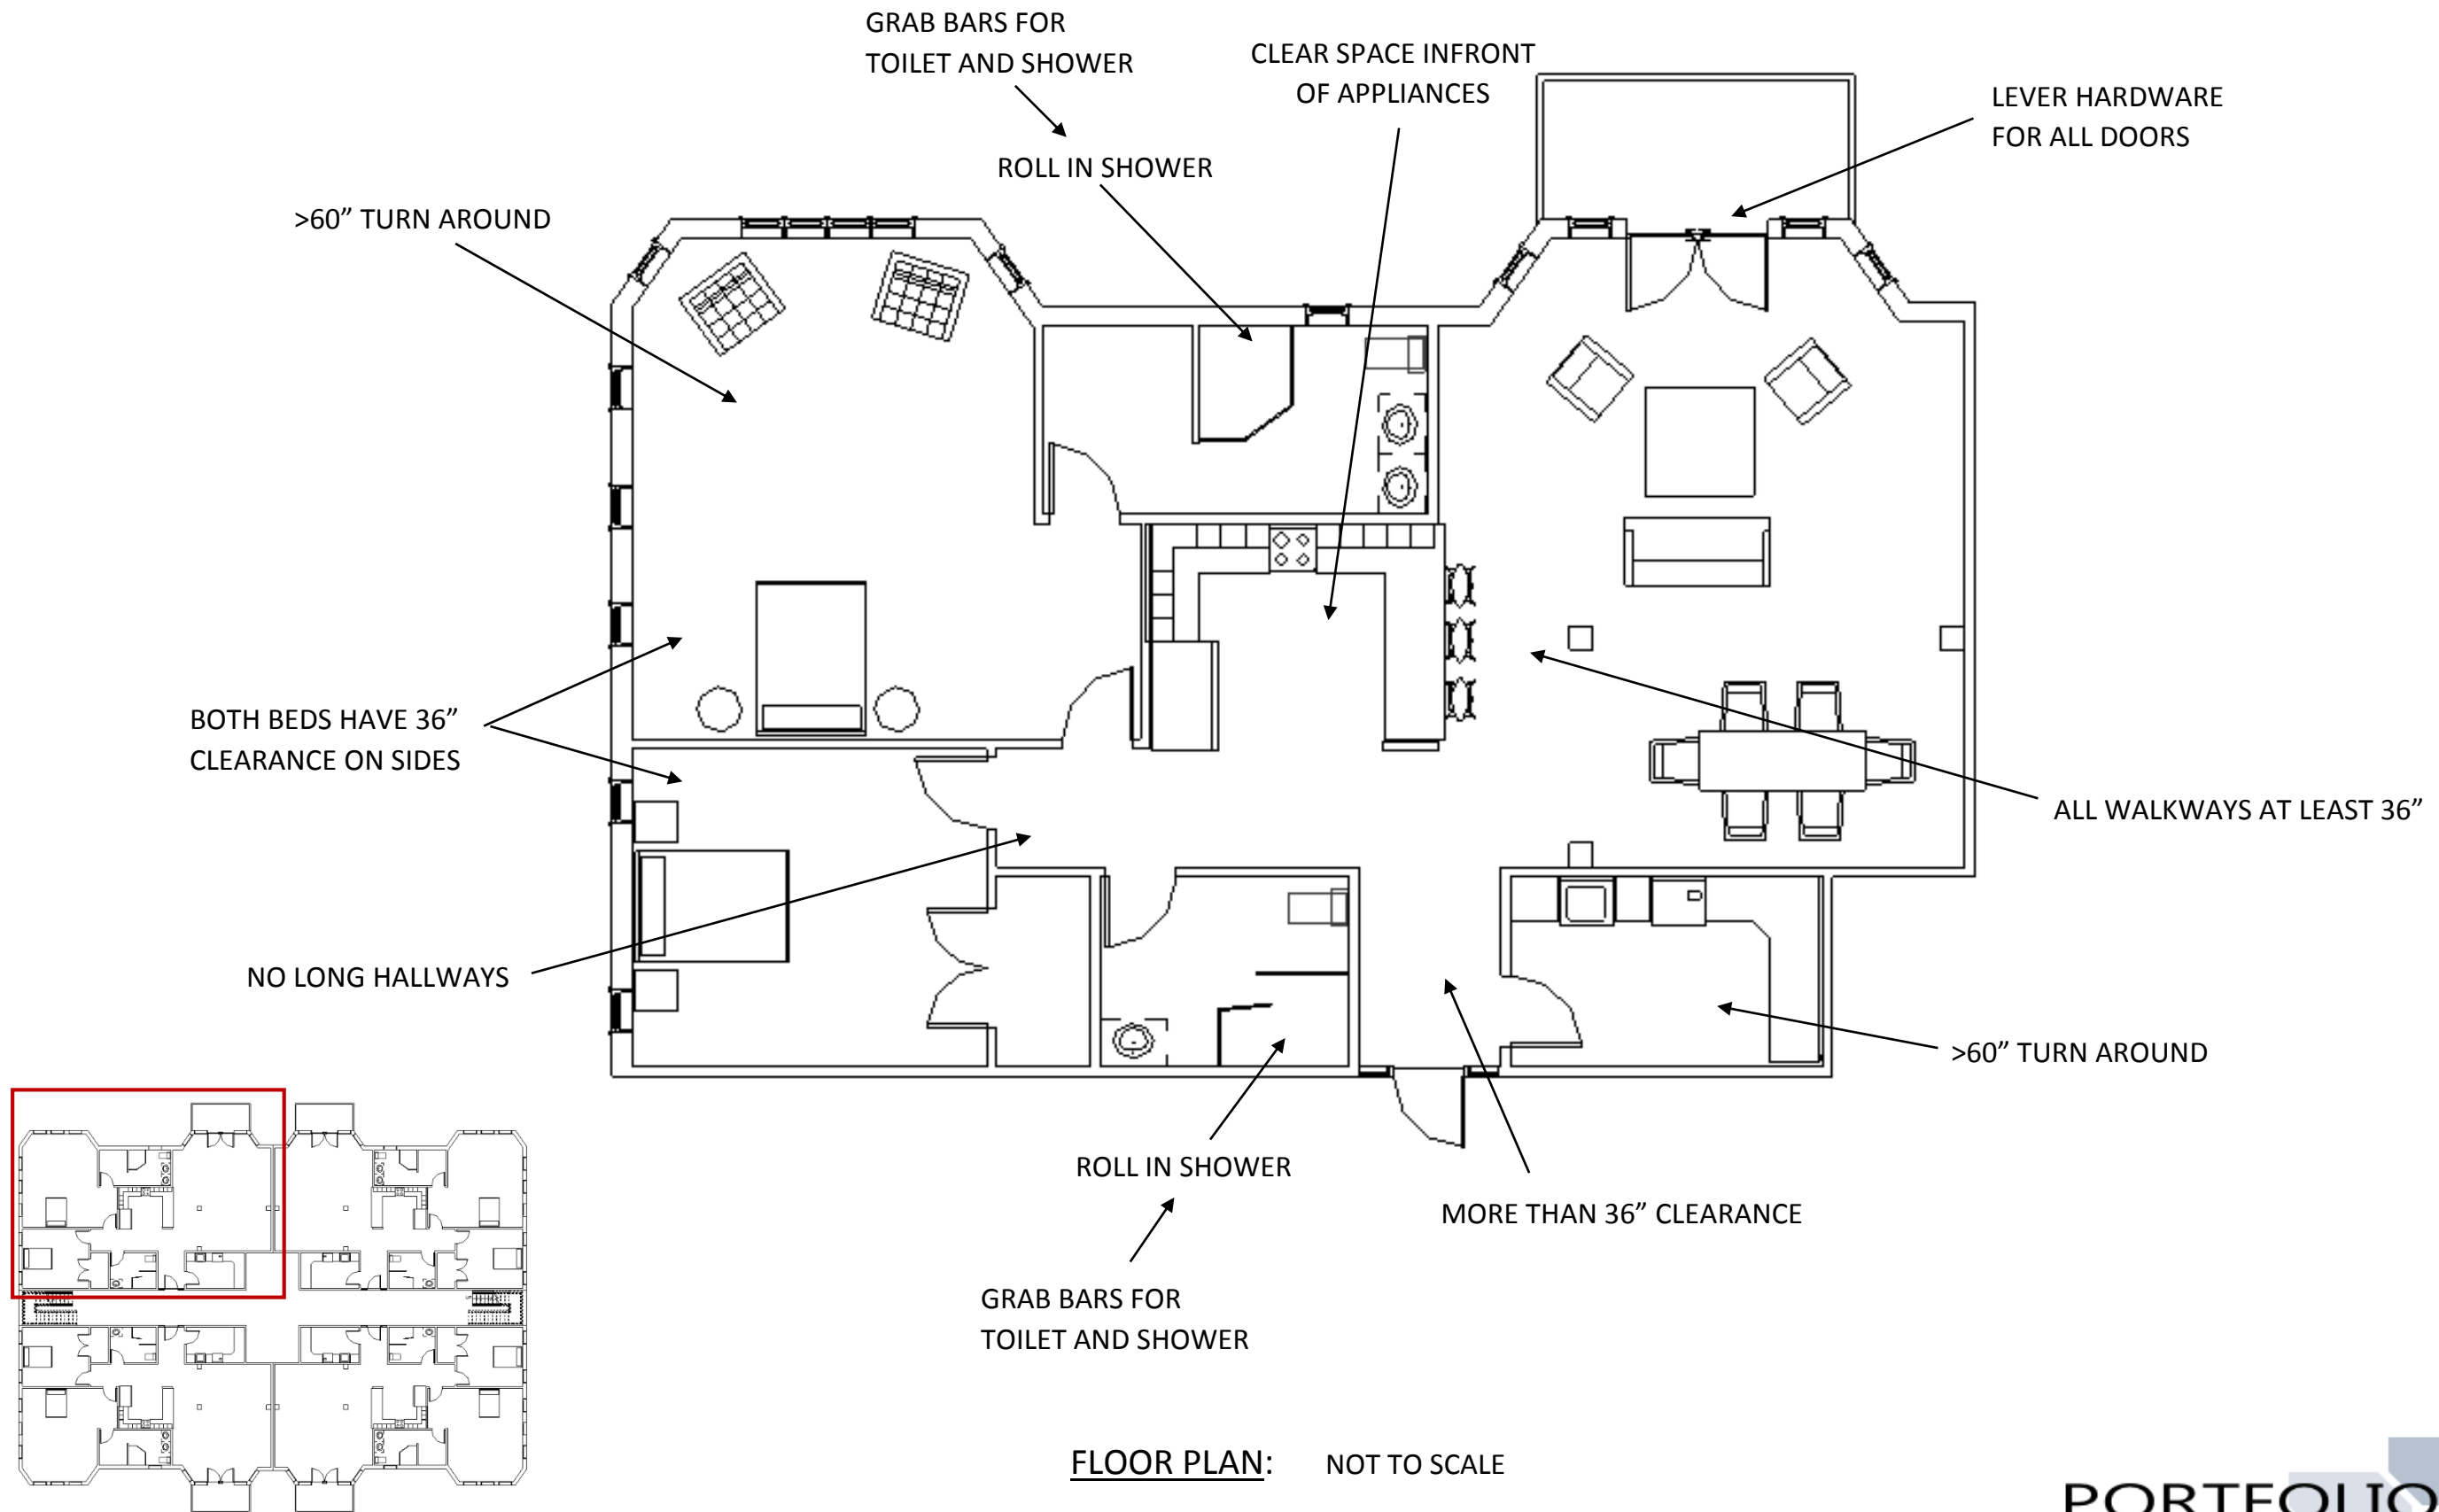 GRAB BARS FOR
TOILET AND SHOWER
CLEAR SPACE INFRONT
OF APPLIANCES
LEVER HARDWARE
FOR ALL DOORS
ROLL IN SHOWER
>60” TURN AROUND
BOTH BEDS HAVE 36”
CLEARANCE ON SIDES
ALL WALKWAYS AT LEAST 36”
NO LONG HALLWAYS
>60” TURN AROUND
ROLL IN SHOWER
MORE THAN 36” CLEARANCE
GRAB BARS FOR
TOILET AND SHOWER
FLOOR PLAN: NOT TO SCALE
PORTFOLIO